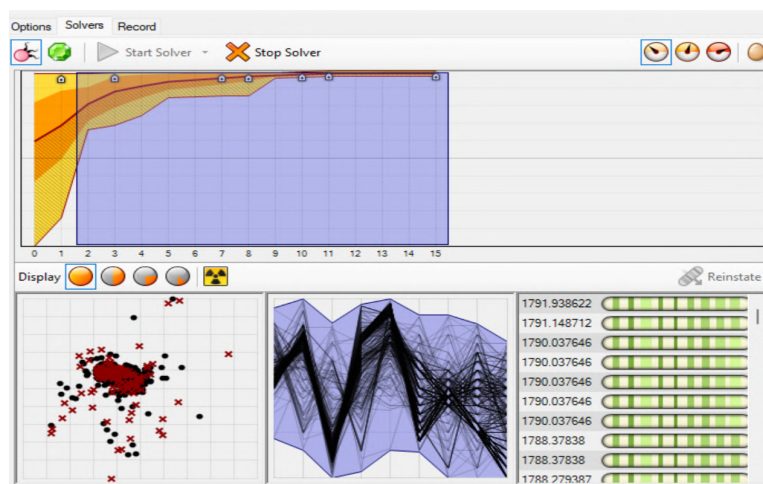 Options Solvers Record
Start Solver Stop Solver
0 1 2 3 4 5 6 7 8 9 10 11 12 13 14 15
Display Reinstate
1791.938622
1791.148712
1790.037646
1790.037646
1790.037646
1790.037646
1790.037646
1788.37838
1788.37838
1788.279387